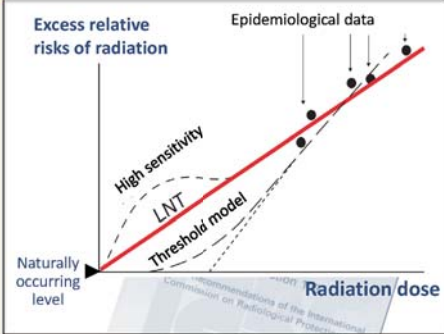 Excess relative
risks of radiation
Epidemiological data
High sensitivity
LNT
Threshold model
Naturally
occurring
level
Radiation dose
Recommendations of the International
Commission on Radiological Protection